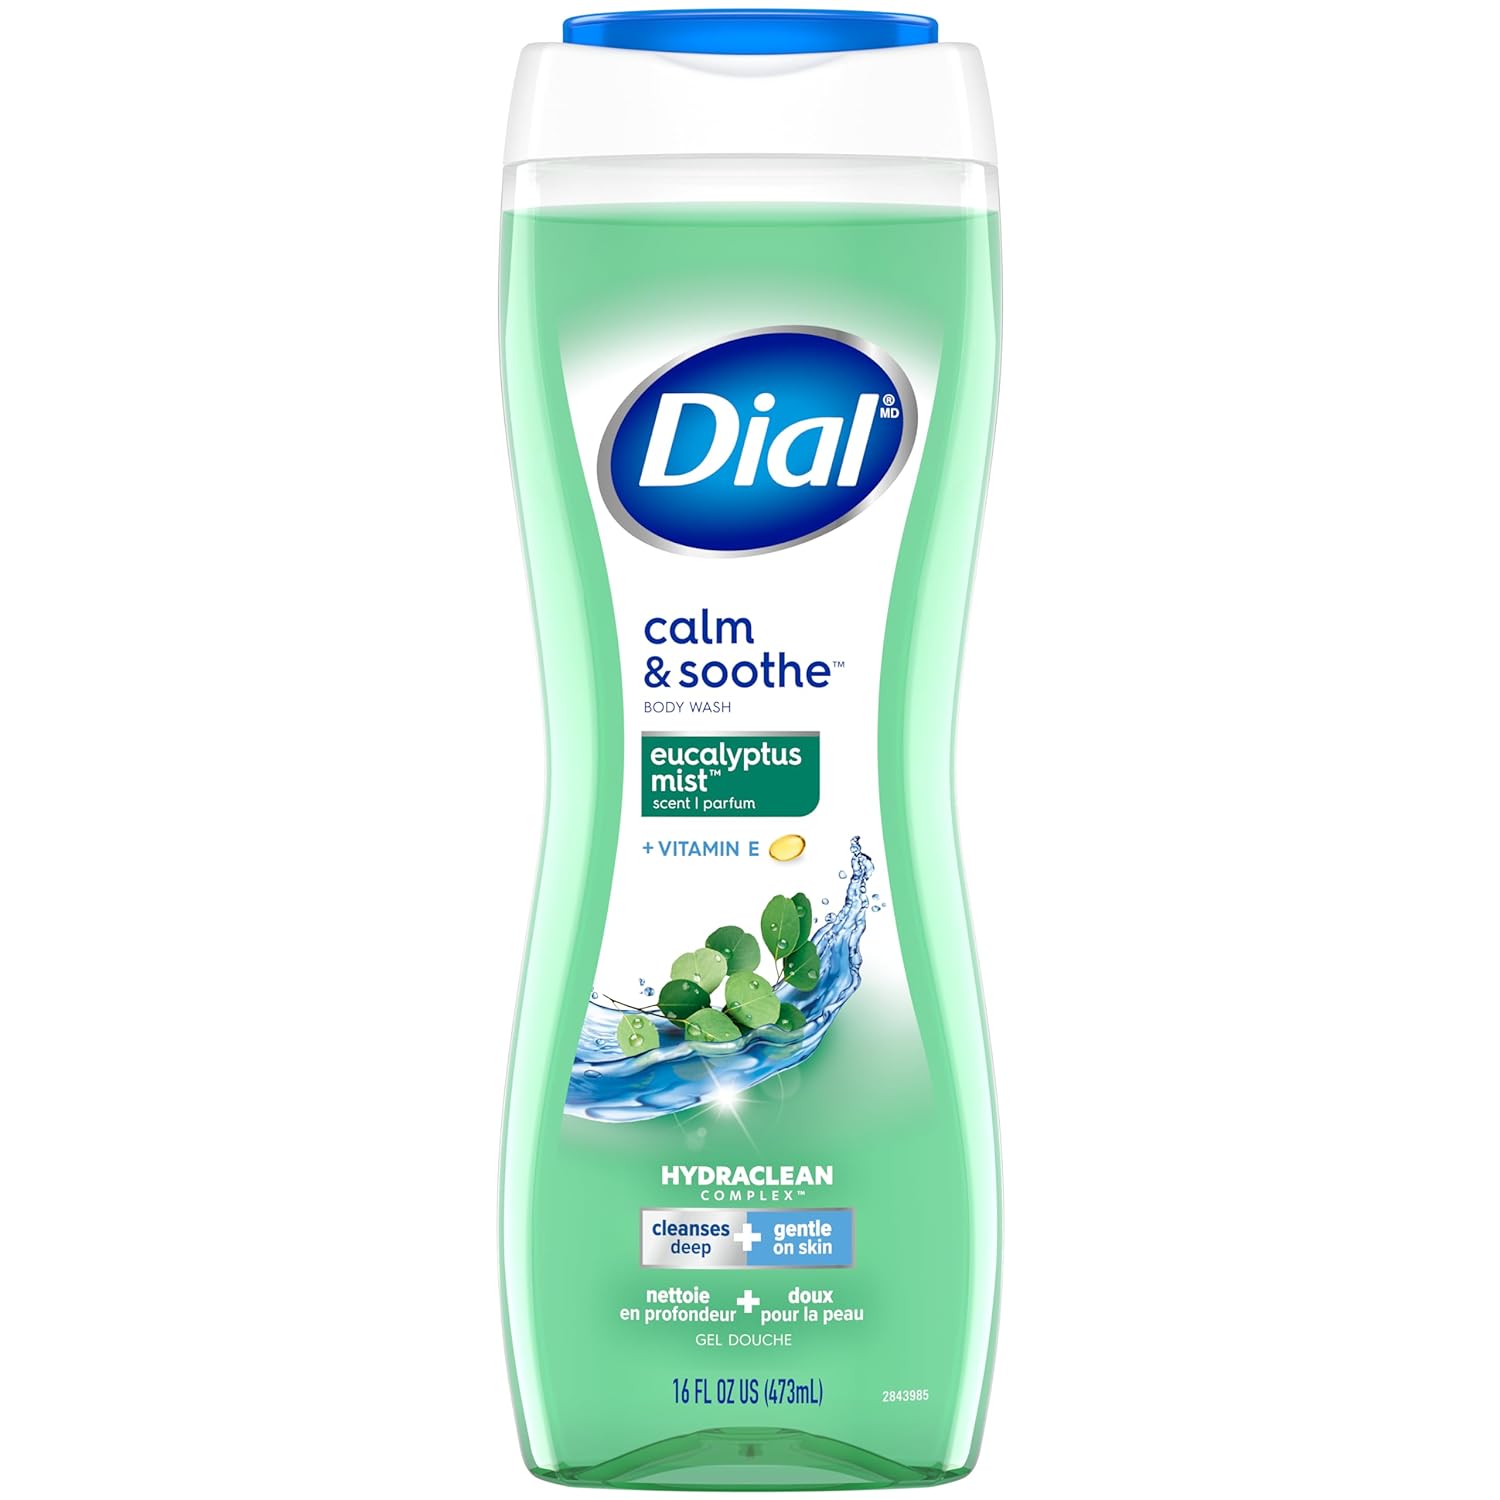 Dial®
MD
calm
& soothe™
BODY WASH
eucalyptus
mist™
scent | parfum
+ VITAMIN E
HYDRACLEAN
COMPLEX™
cleanses
deep
+
gentle
on skin
nettoie
en profondeur
+
doux
pour la peau
GEL DOUCHE
16 FL OZ US (473mL)
2843985